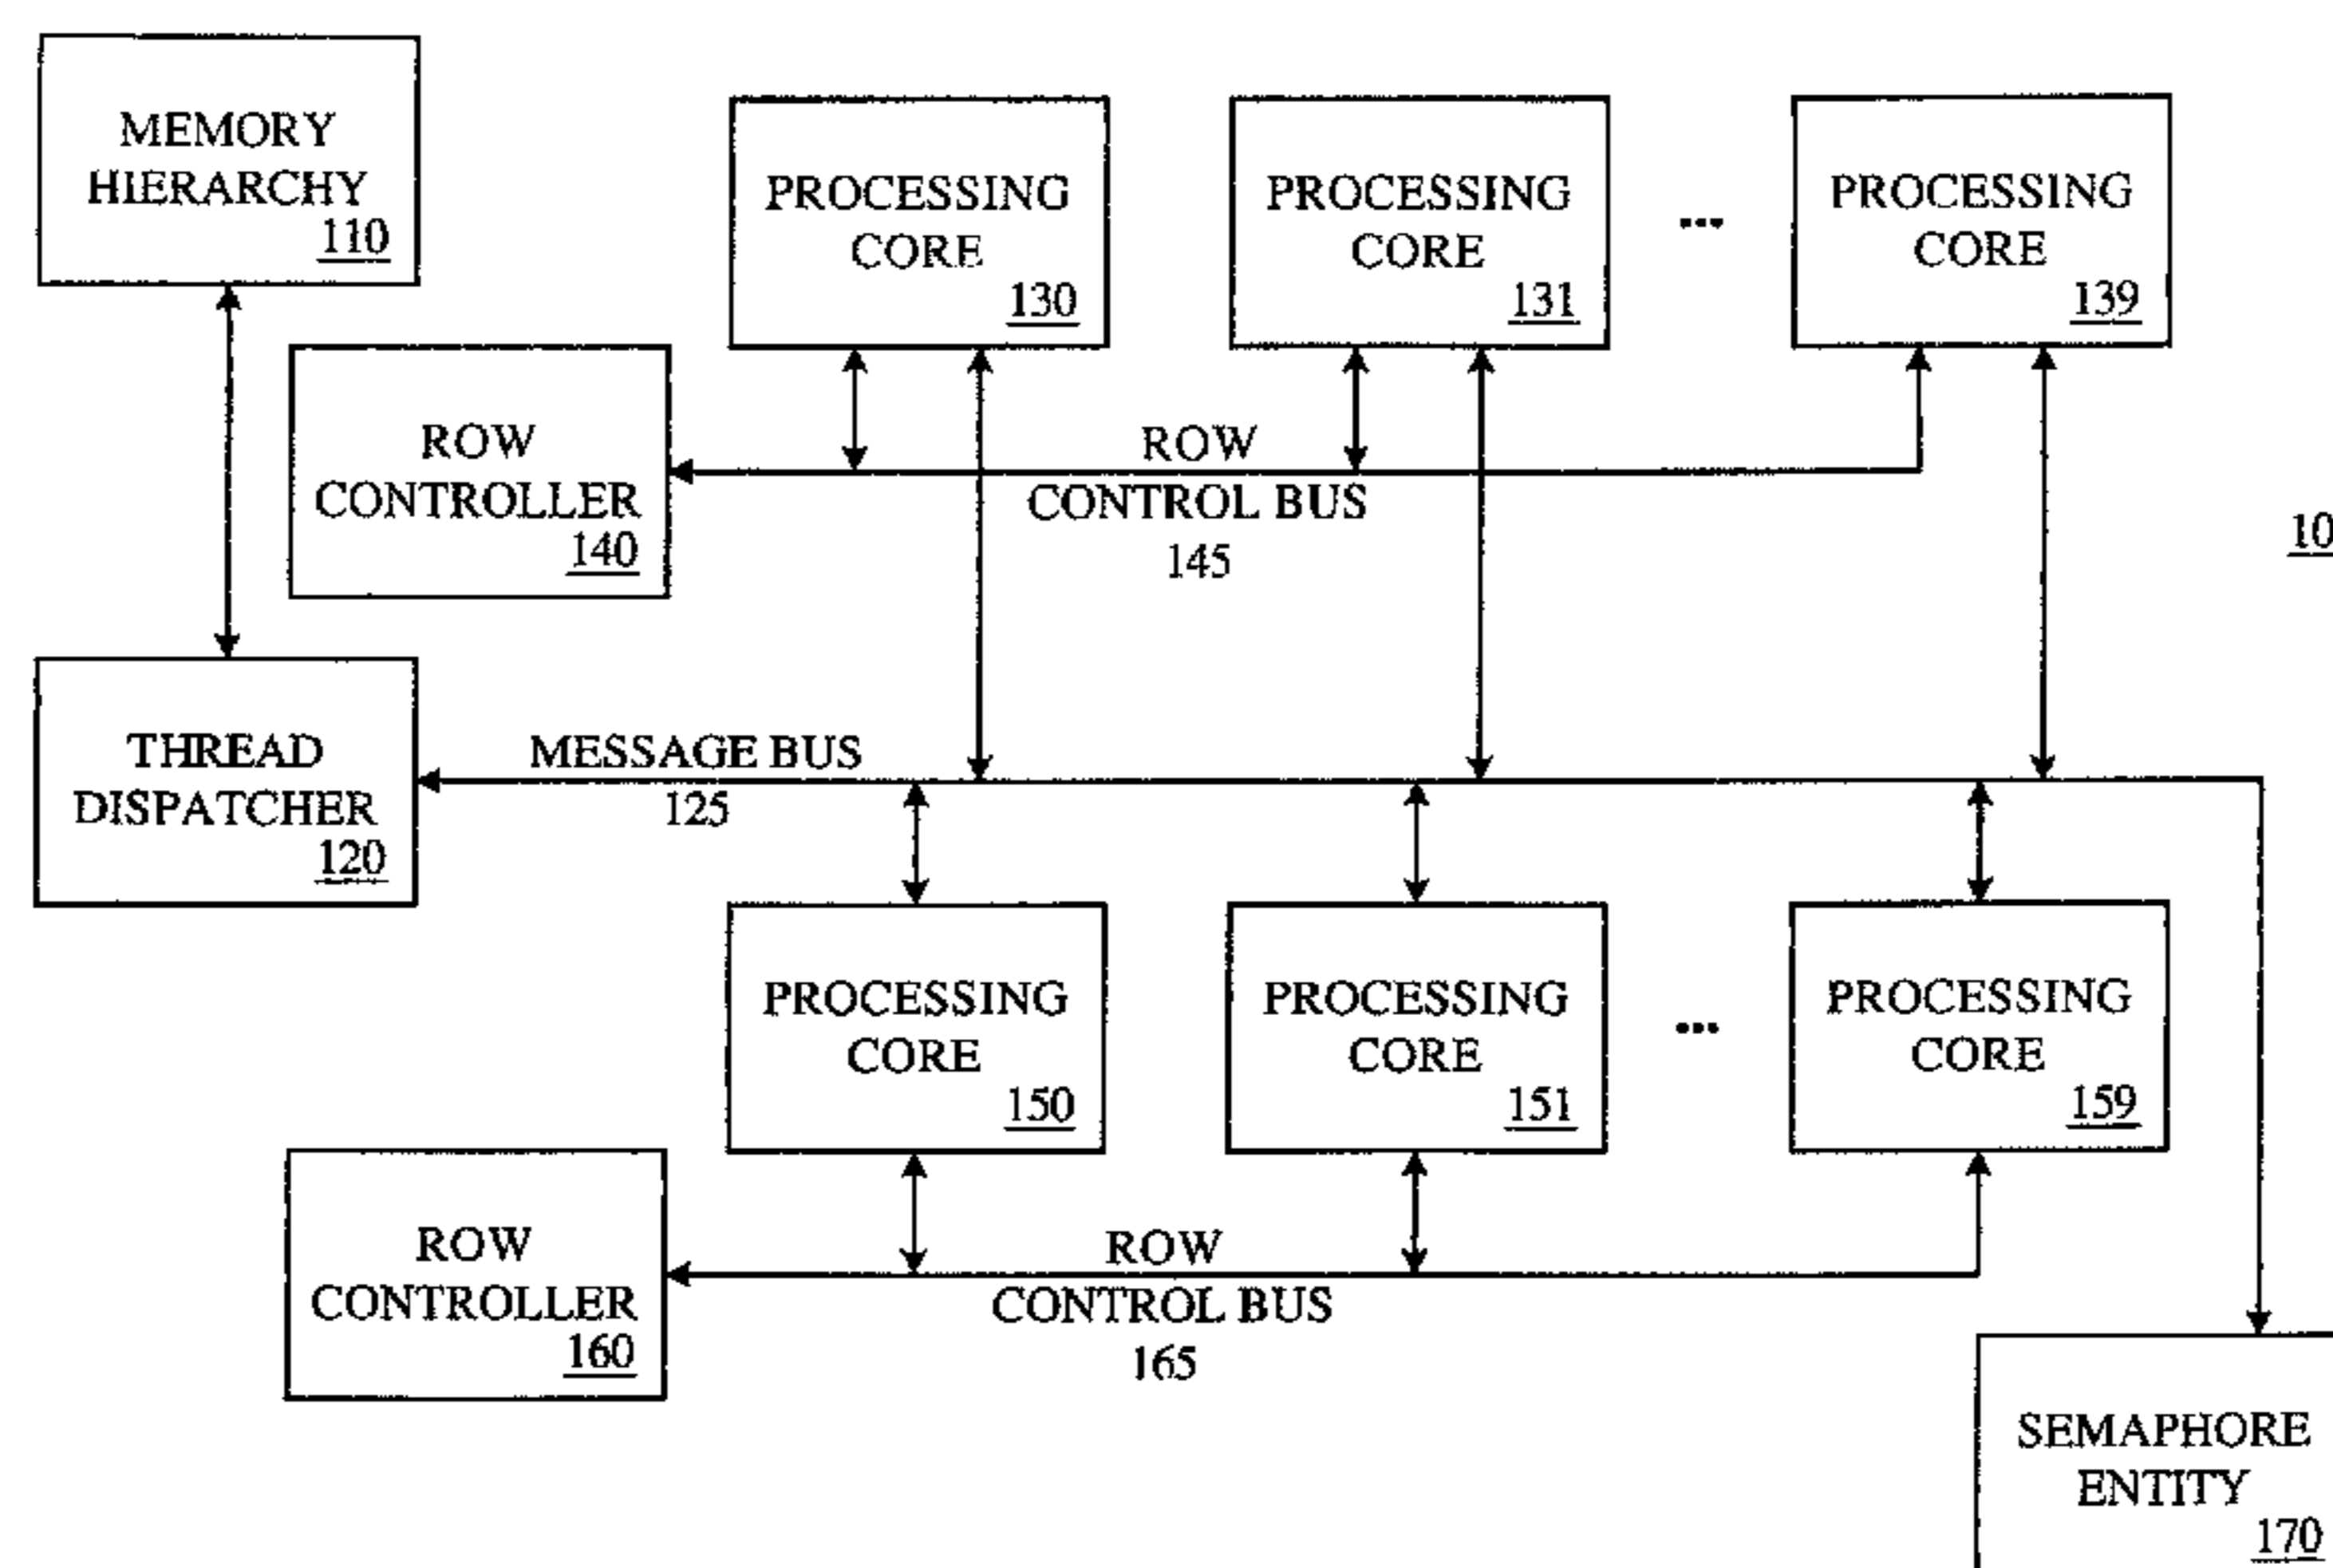 MEMORY
HIERARCHY
110
PROCESSING
CORE
130
PROCESSING
CORE
131
...
PROCESSING
CORE
139
ROW
CONTROLLER
140
ROW
CONTROL BUS
145
10
THREAD
DISPATCHER
120
MESSAGE BUS
125
PROCESSING
CORE
150
PROCESSING
CORE
151
...
PROCESSING
CORE
159
ROW
CONTROLLER
160
ROW
CONTROL BUS
165
SEMAPHORE
ENTITY
170